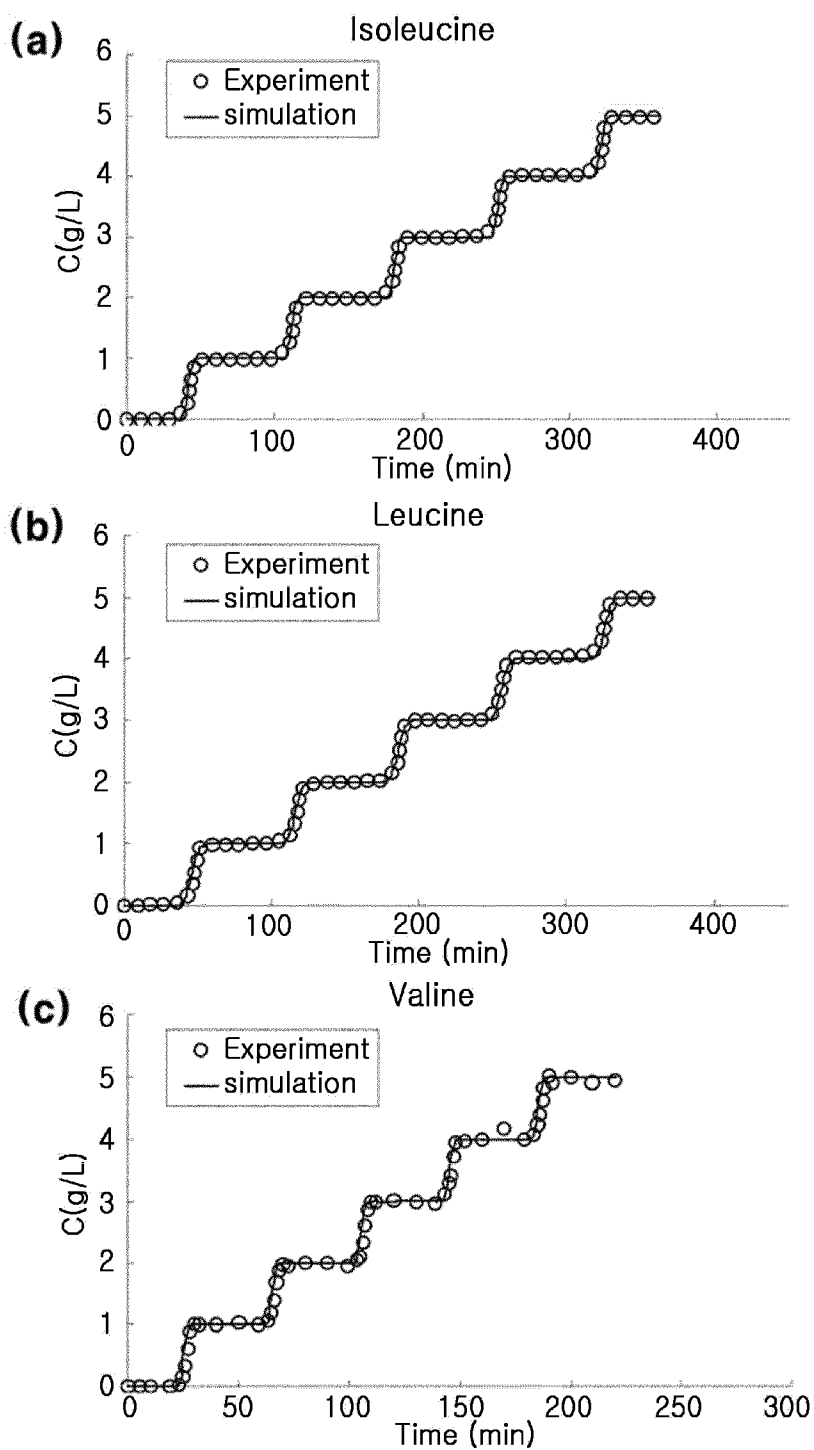 (a)
Isoleucine
6
5
4
3
2
1
0
C(g/L)
Experiment
simulation
0 100 200 300 400
Time (min)
(b)
Leucine
6
5
4
3
2
1
0
C(g/L)
Experiment
simulation
0 100 200 300 400
Time (min)
(c)
Valine
6
5
4
3
2
1
0
C(g/L)
Experiment
simulation
0 50 100 150 200 250 300
Time (min)